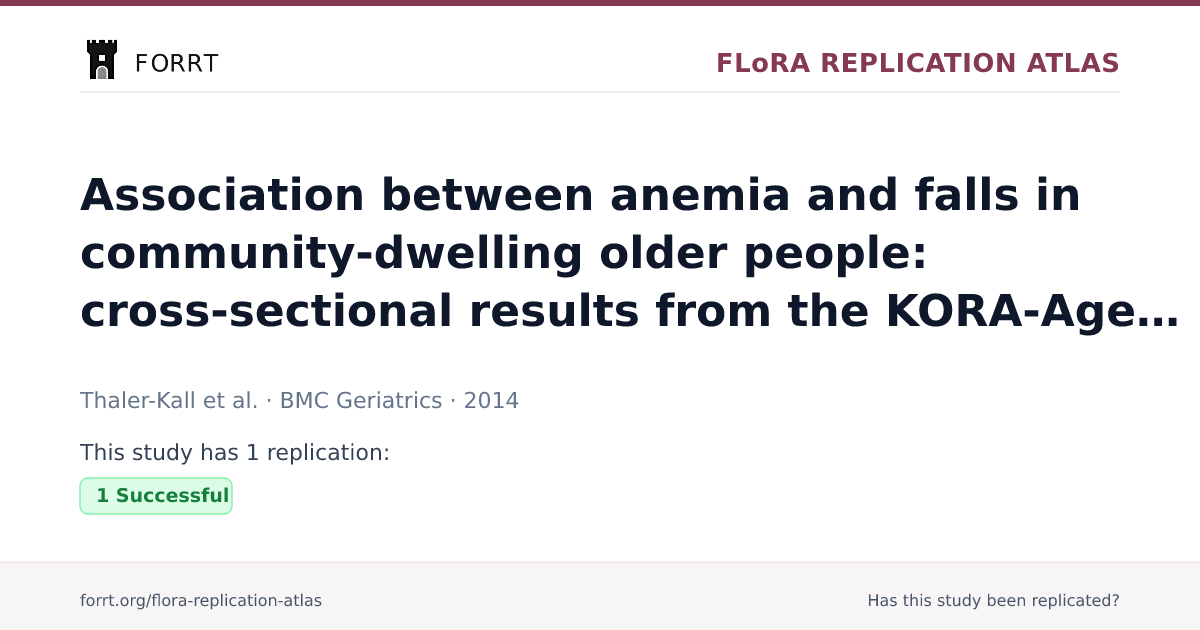 FORRT
FLoRA REPLICATION ATLAS
Association between anemia and falls in
community-dwelling older people:
cross-sectional results from the KORA-Age...
Thaler-Kall et al. · BMC Geriatrics · 2014
This study has 1 replication:
1 Successful
forrt.org/flora-replication-atlas
Has this study been replicated?